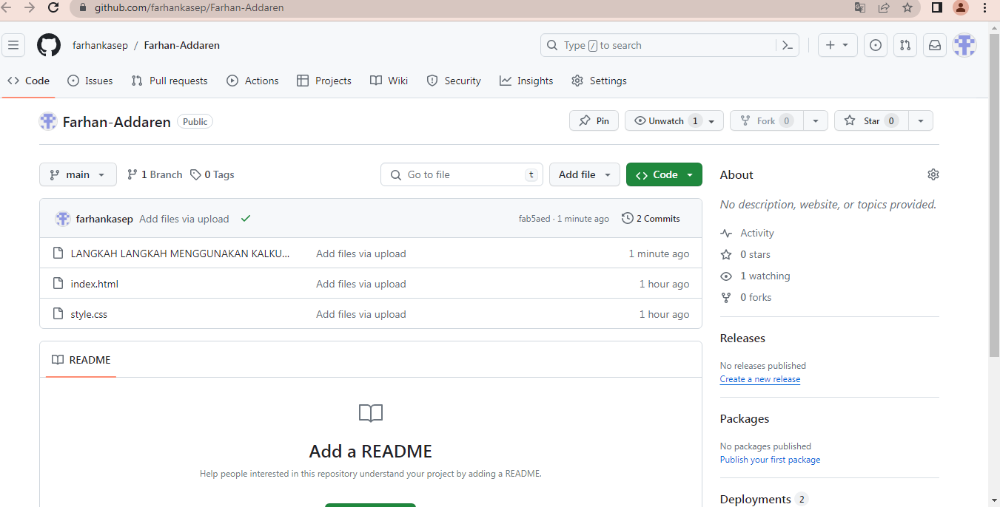 github.com/farhankasep/Farhan-Addaren
farhankasep / Farhan-Addaren
Type / to search
Code Issues Pull requests Actions Projects Wiki Security Insights Settings
Farhan-Addaren Public
Pin Unwatch 1 Fork 0 Star 0
main 1 Branch 0 Tags Go to file t Add file Code
farhankasep Add files via upload fab5aed · 1 minute ago 2 Commits
LANGKAH LANGKAH MENGGUNAKAN KALKU... Add files via upload 1 minute ago
index.html Add files via upload 1 hour ago
style.css Add files via upload 1 hour ago
README
Add a README
Help people interested in this repository understand your project by adding a README.
About
No description, website, or topics provided.
Activity
0 stars
1 watching
0 forks
Releases
No releases published
Create a new release
Packages
No packages published
Publish your first package
Deployments 2